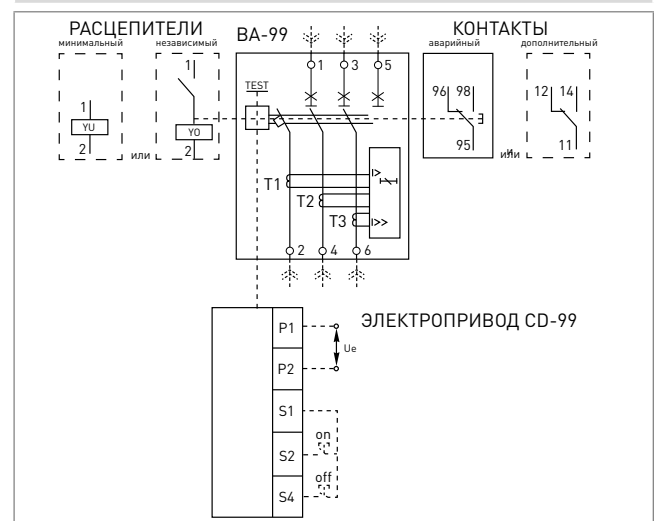 РАСЦЕПИТЕЛИ
минимальный
независимый
ВА-99
КОНТАКТЫ
аварийный
дополнительный
1
YU
2
или
1
YO
2
TEST
1
3
5
T1
T2
T3
I>
I>>
2
4
6
96
98
95
12
14
11
ЭЛЕКТРОПРИВОД CD-99
P1
P2
Ue
S1
on
S2
off
S4